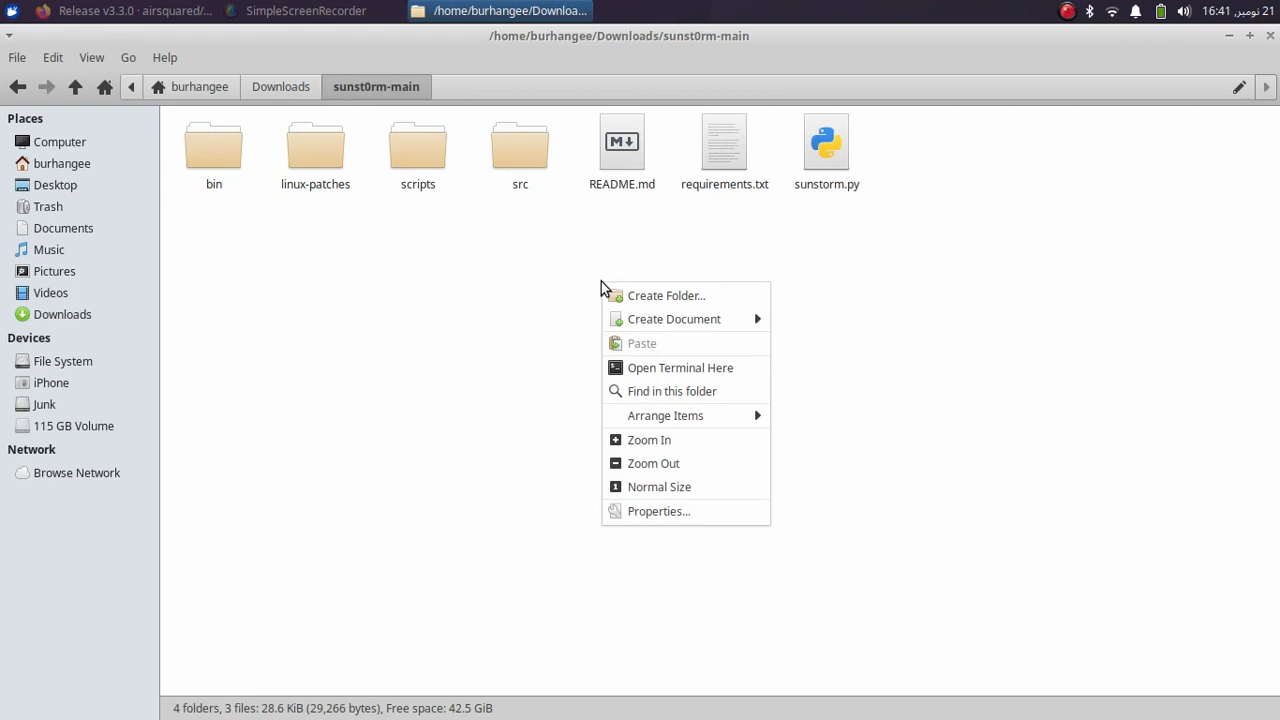 Release v3.3.0 · airsquared/...
SimpleScreenRecorder
/home/burhangee/Downloa...
21 نومبر, 16:41
/home/burhangee/Downloads/sunst0rm-main
File Edit View Go Help
burhangee Downloads sunst0rm-main
Places
Computer
burhangee
Desktop
Trash
Documents
Music
Pictures
Videos
Downloads
Devices
File System
iPhone
Junk
115 GB Volume
Network
Browse Network
bin linux-patches scripts src README.md requirements.txt sunstorm.py
Create Folder...
Create Document
Paste
Open Terminal Here
Find in this folder
Arrange Items
Zoom In
Zoom Out
Normal Size
Properties...
4 folders, 3 files: 28.6 KiB (29,266 bytes), Free space: 42.5 GiB